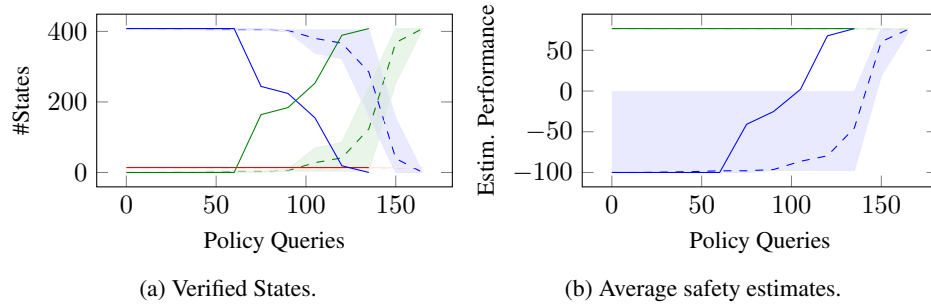 #States
400
200
0
0
50
100
150
Policy Queries
(a) Verified States.
Estim. Performance
50
0
−50
−100
0
50
100
150
Policy Queries
(b) Average safety estimates.